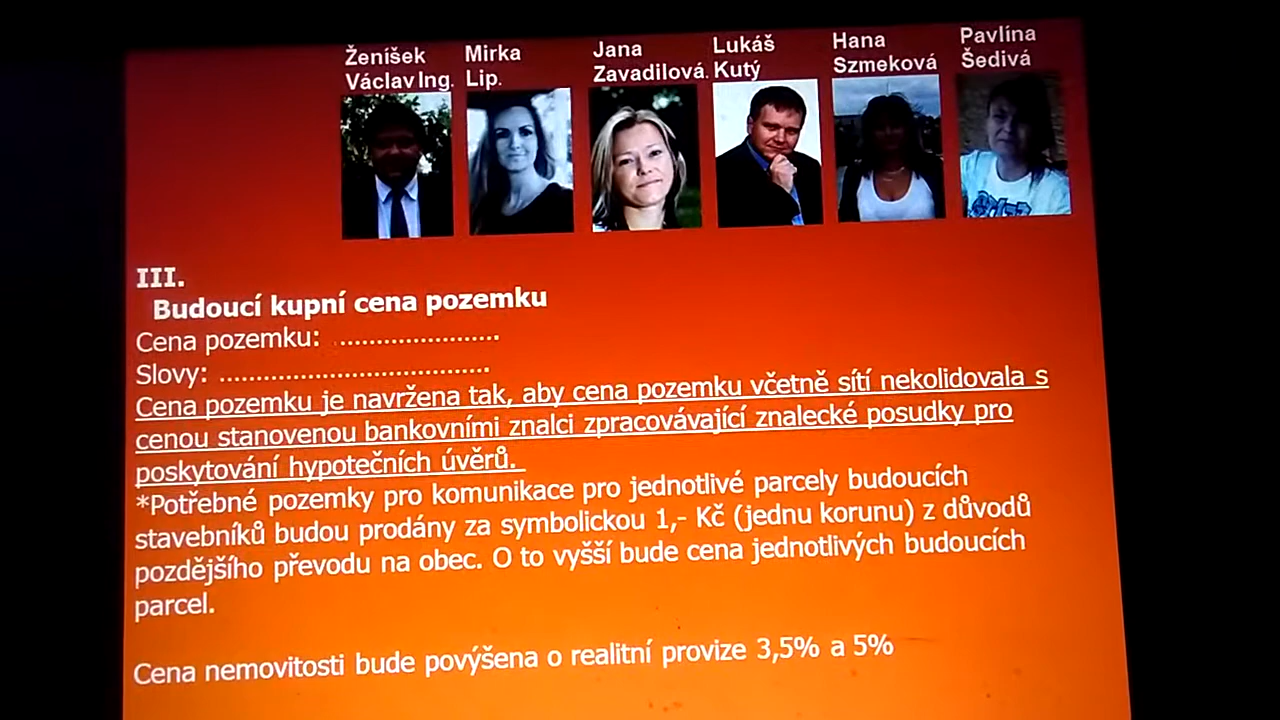 Ženíšek
Václav Ing.
Mirka
Lip.
Jana
Zavadilová.
Lukáš
Kutý
Hana
Szmeková
Pavlína
Šedivá
III.
Budoucí kupní cena pozemku
Cena pozemku: ......................
Slovy: .....................................
Cena pozemku je navržena tak, aby cena pozemku včetně sítí nekolidovala s
cenou stanovenou bankovními znalci zpracovávající znalecké posudky pro
poskytování hypotečních úvěrů.
*Potřebné pozemky pro komunikace pro jednotlivé parcely budoucích
stavebníků budou prodány za symbolickou 1,- Kč (jednu korunu) z důvodů
pozdějšího převodu na obec. O to vyšší bude cena jednotlivých budoucích
parcel.
Cena nemovitosti bude povýšena o realitní provize 3,5% a 5%